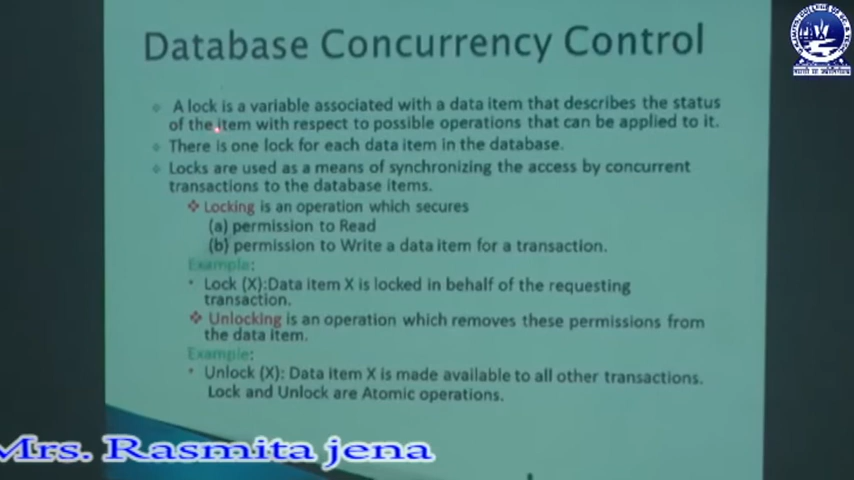 Database Concurrency Control
A lock is a variable associated with a data item that describes the status
of the item with respect to possible operations that can be applied to it.
There is one lock for each data item in the database.
Locks are used as a means of synchronizing the access by concurrent
transactions to the database items.
Locking is an operation which secures
(a) permission to Read
(b) permission to Write a data item for a transaction.
Example:
Lock (X):Data item X is locked in behalf of the requesting
transaction.
Unlocking is an operation which removes these permissions from
the data item.
Example:
Unlock (X): Data item X is made available to all other transactions.
Lock and Unlock are Atomic operations.
Mrs. Rasmita jena